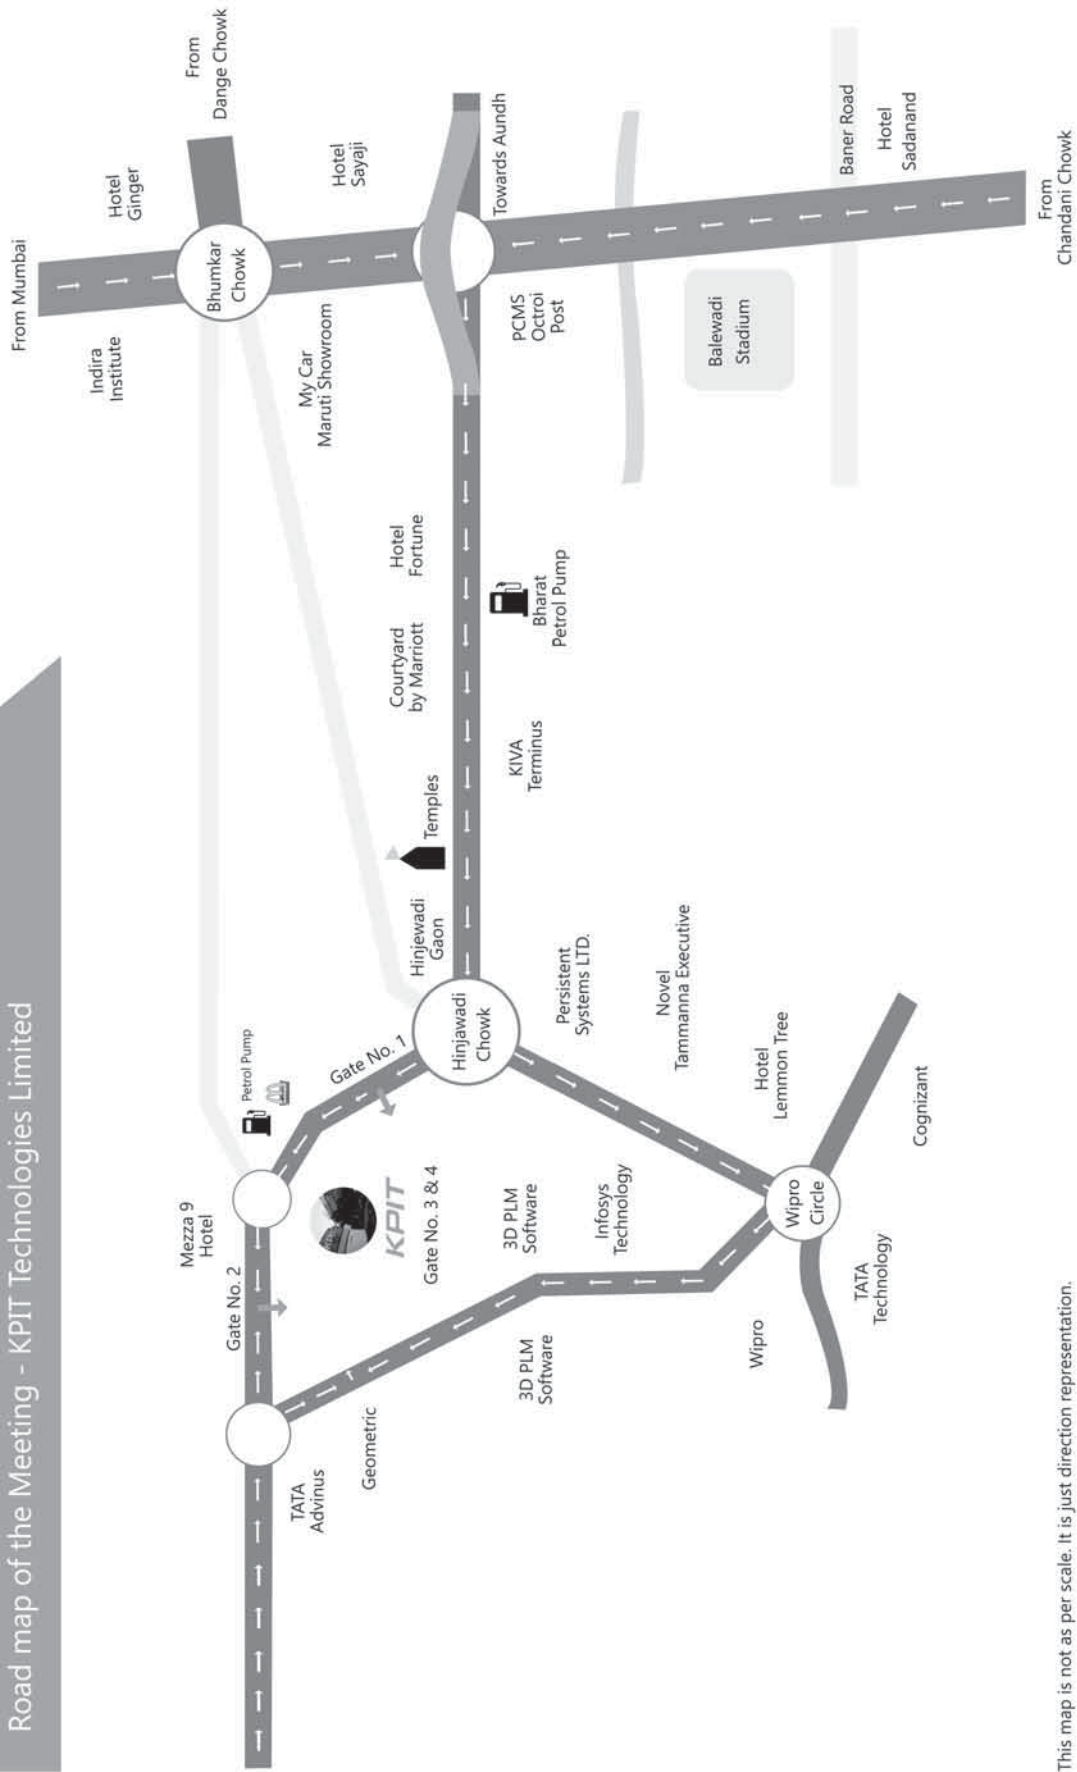 Road map of the Meeting - KPIT Technologies Limited
From Mumbai
Indira
Institute
Hotel
Ginger
From
Dange Chowk
Bhumkar
Chowk
My Car
Maruti Showroom
Hotel
Sayaji
Towards Aundh
PCMS
Octroi
Post
Balewadi
Stadium
Baner Road
Hotel
Sadanand
From
Chandani Chowk
Hotel
Fortune
Courtyard
by Marriott
Bharat
Petrol Pump
KIVA
Terminus
Temples
Hinjewadi
Gaon
Hinjawadi
Chowk
Persistent
Systems LTD.
Novel
Tammanna Executive
Hotel
Lemmon Tree
Cognizant
Wipro
Circle
TATA
Technology
Wipro
Infosys
Technology
3D PLM
Software
3D PLM
Software
Petrol Pump
Gate No. 1
Mezza 9
Hotel
Gate No. 2
KPIT
Gate No. 3 & 4
Geometric
TATA
Advinus
This map is not as per scale. It is just direction representation.